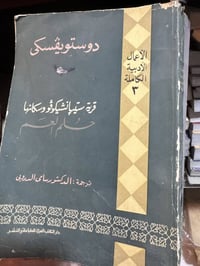 دوستويفسكي
الأعمال
الأدبية
الكاملة
٣
قرية ستيبانتشيكوفو وسكانها
حلم العم
ترجمة: الدكتور سامي الدروبي